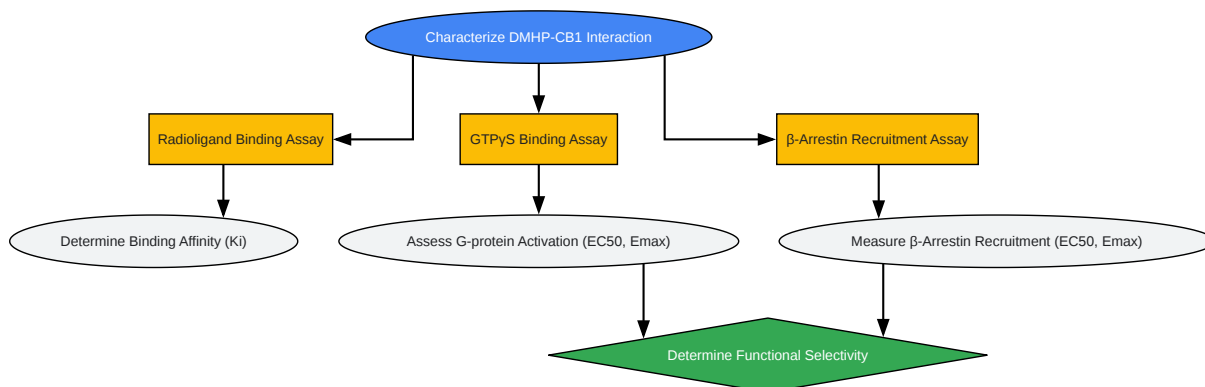 Characterize DMHP-CB1 Interaction
Radioligand Binding Assay
GTPγS Binding Assay
β-Arrestin Recruitment Assay
Determine Binding Affinity (Ki)
Assess G-protein Activation (EC50, Emax)
Measure β-Arrestin Recruitment (EC50, Emax)
Determine Functional Selectivity